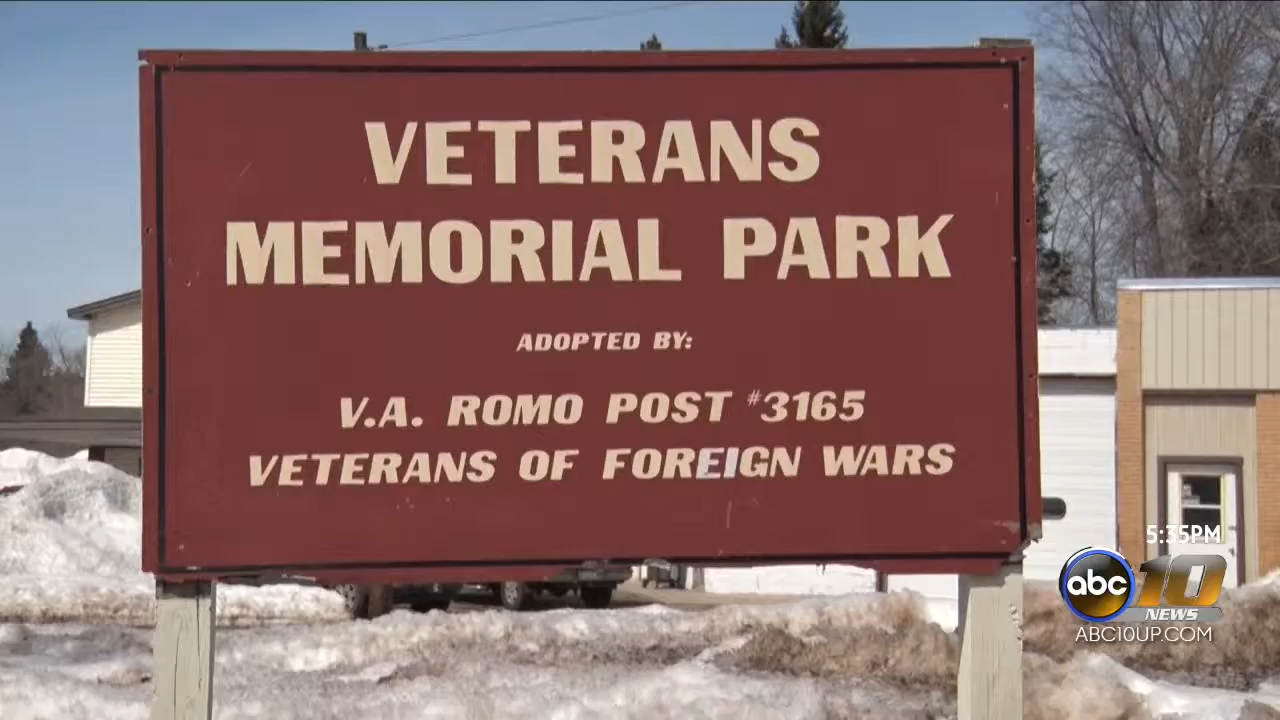 VETERANS
MEMORIAL PARK
ADOPTED BY:
V.A. ROMO POST #3165
VETERANS OF FOREIGN WARS
5:35PM
abc 10
NEWS
ABC10UP.COM